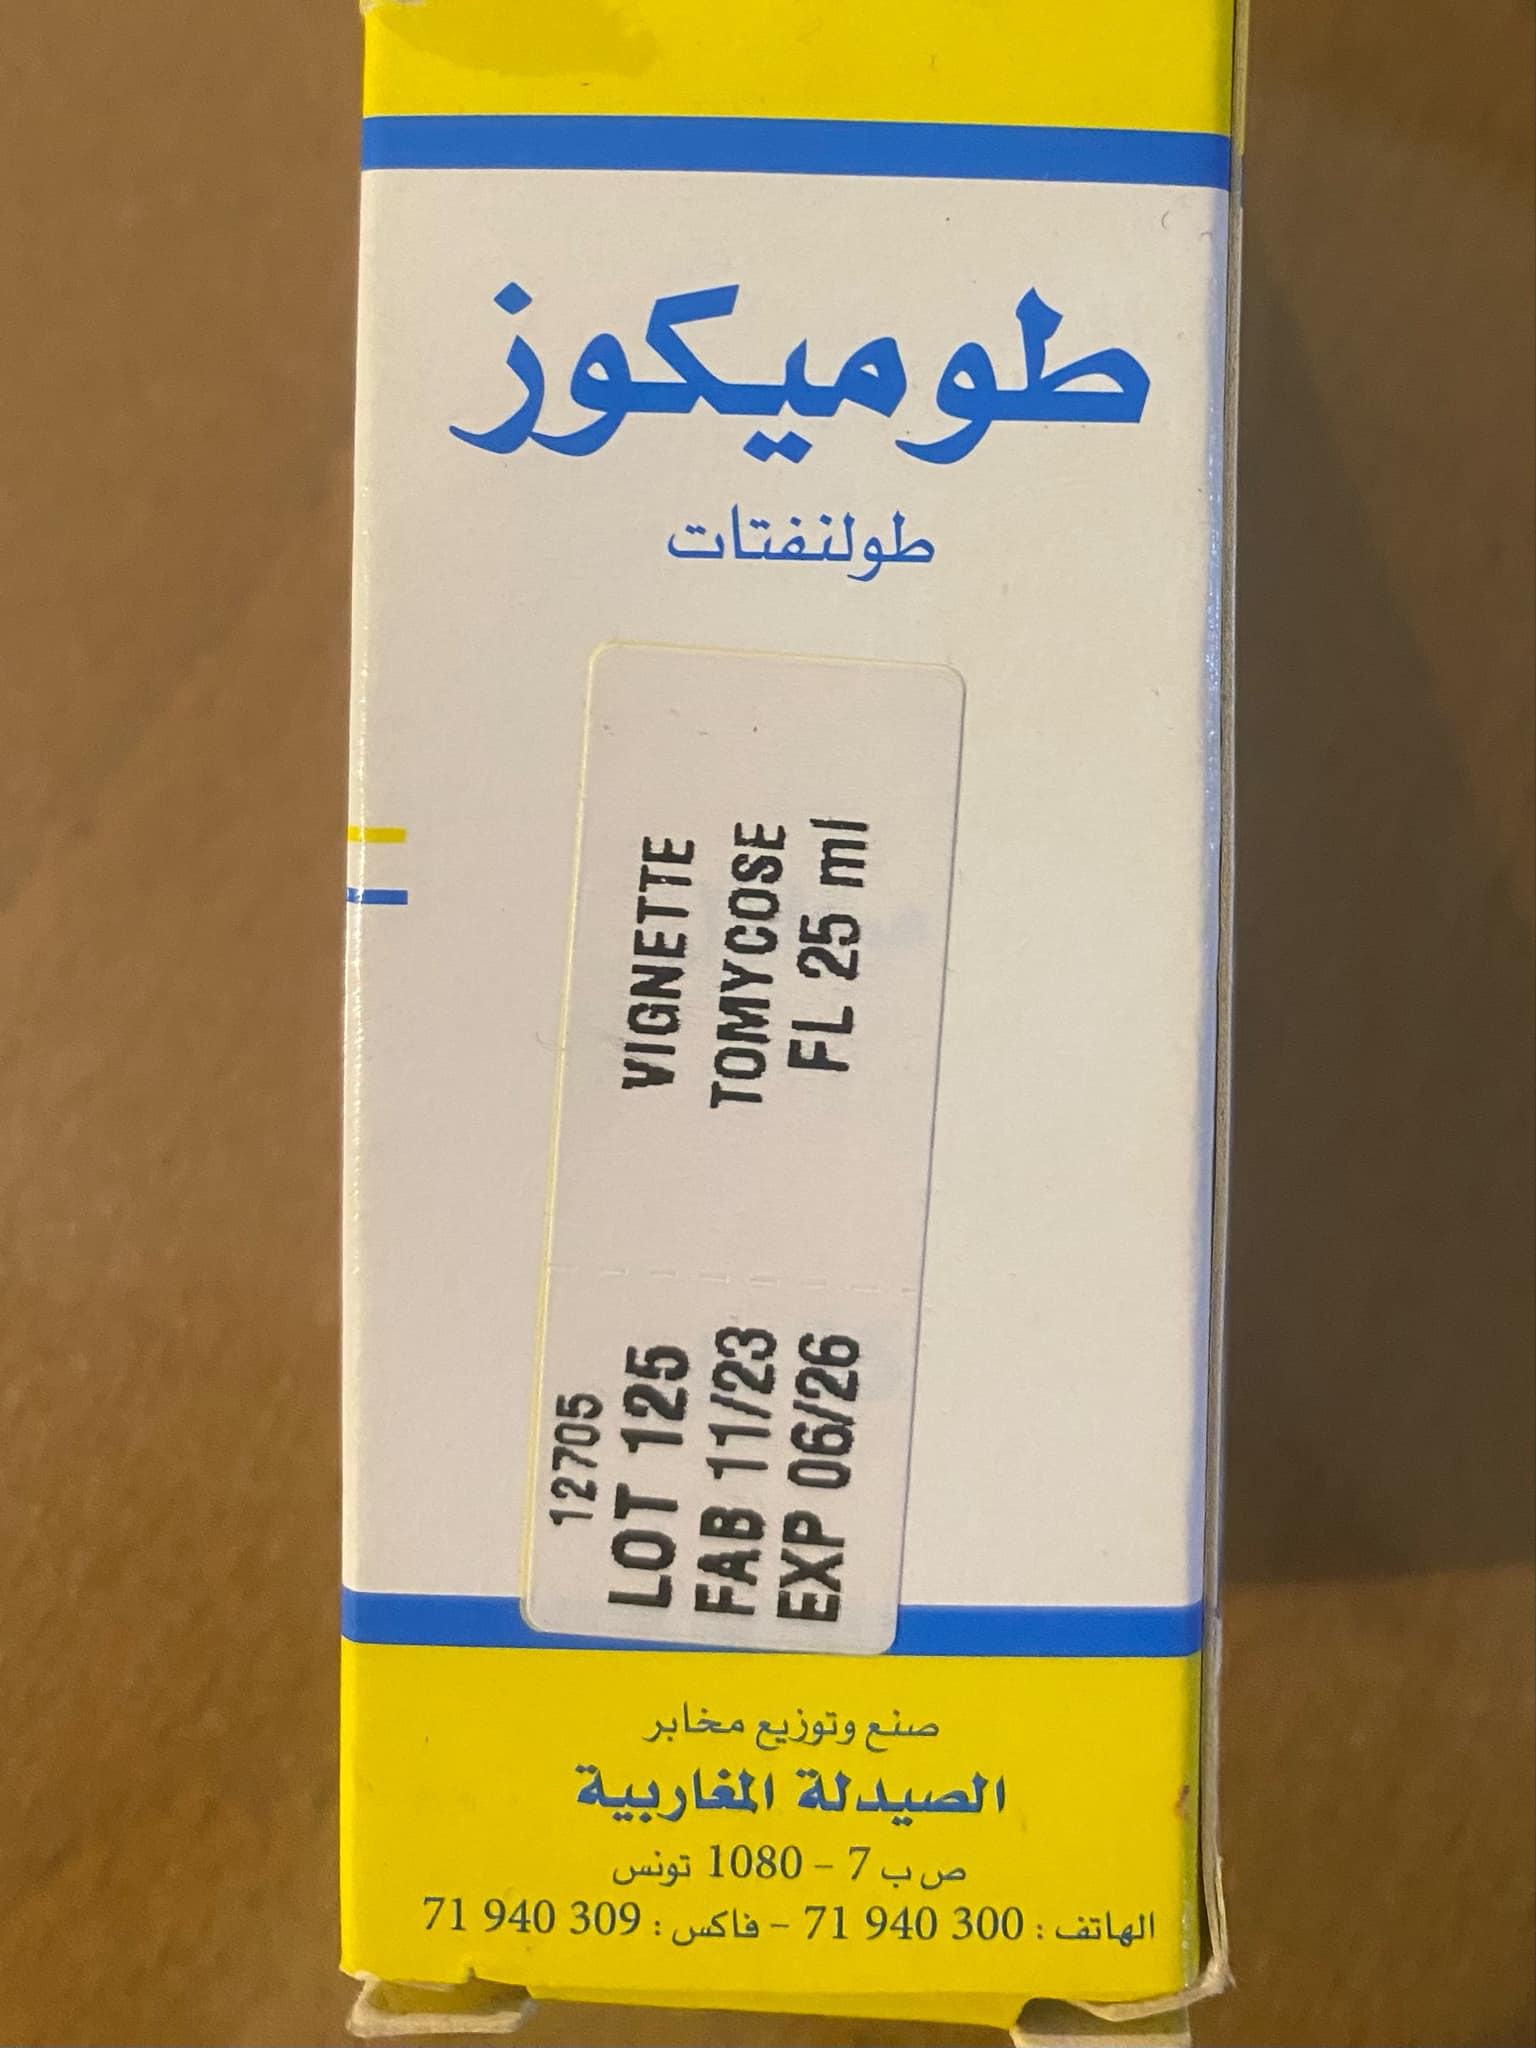 طوميكوز
طولنفتات
VIGNETTE
TOMYCOSE
FL 25 ml
12705
LOT 125
FAB 11/23
EXP 06/26
صنع وتوزيع مخابر
الصيدلة المغاربية
ص ب 7 - 1080 تونس
الهاتف : 300 940 71 - فاكس : 309 940 71